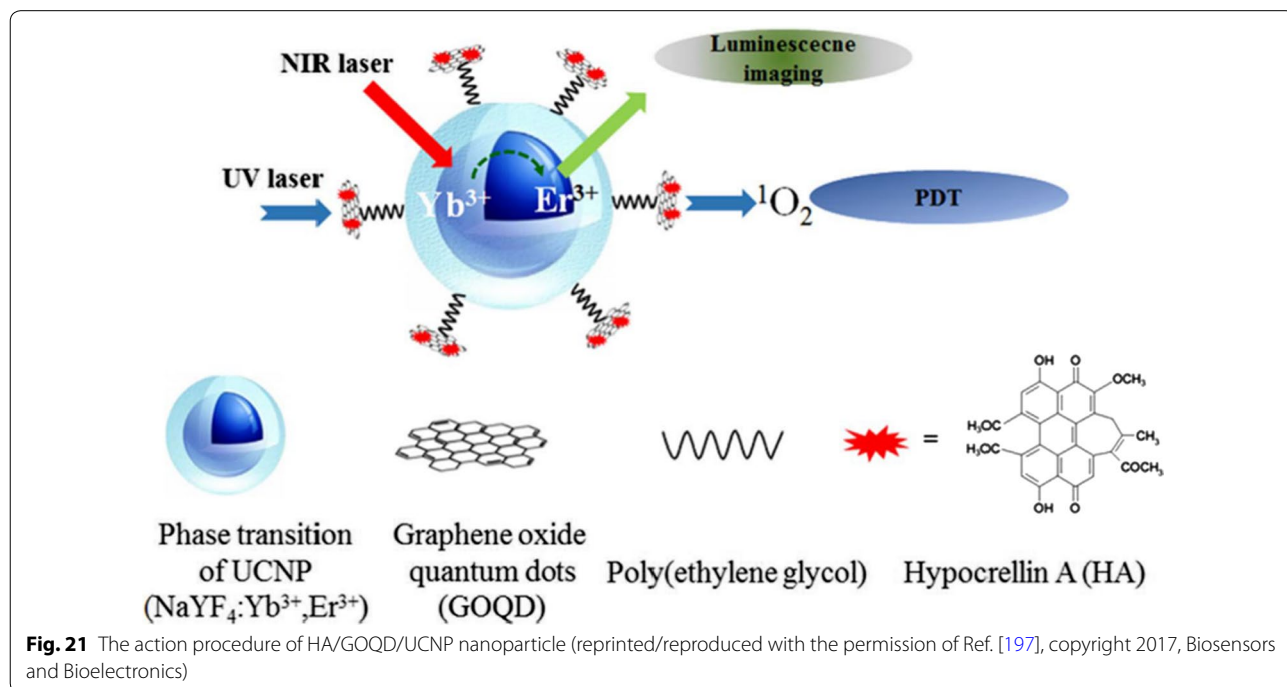 NIR laser
Luminescecne
imaging
UV laser
Yb³⁺
Er³⁺
¹O₂
PDT
OH
O
OCH₃
H₃CO
CH₃
H₃CO
COCH₃
OH
O
=
Phase transition
of UCNP
(NaYF₄:Yb³⁺,Er³⁺)
Graphene oxide
quantum dots
(GOQD)
Poly(ethylene glycol)
Hypocrellin A (HA)
Fig. 21 The action procedure of HA/GOQD/UCNP nanoparticle (reprinted/reproduced with the permission of Ref. [197], copyright 2017, Biosensors
and Bioelectronics)